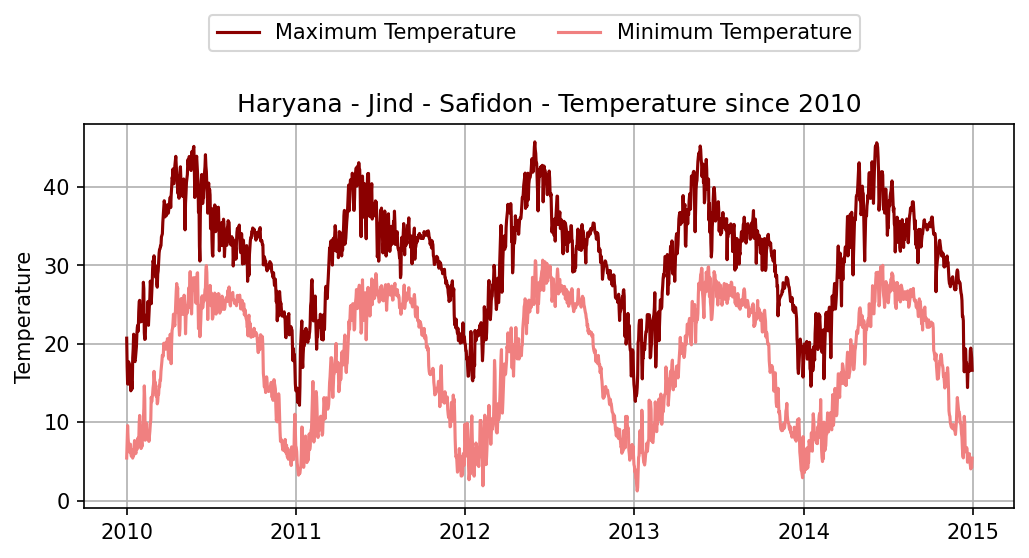 Maximum Temperature Minimum Temperature
Haryana - Jind - Safidon - Temperature since 2010
Temperature
40
30
20
10
0
2010 2011 2012 2013 2014 2015